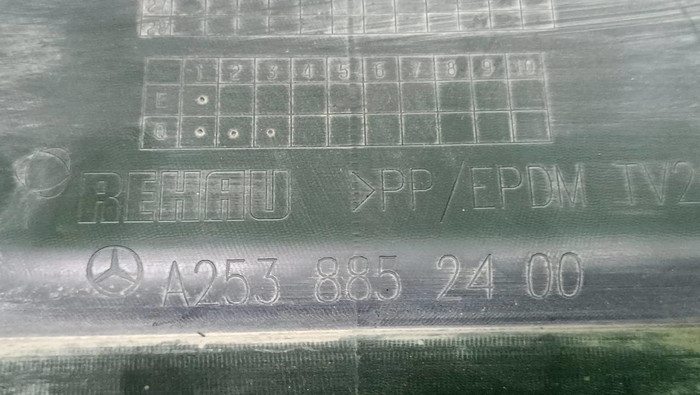 1 2 3 4 5 6 7 8 9 10
E
REHAU >PP/EPDM TV2
A253 885 24 00